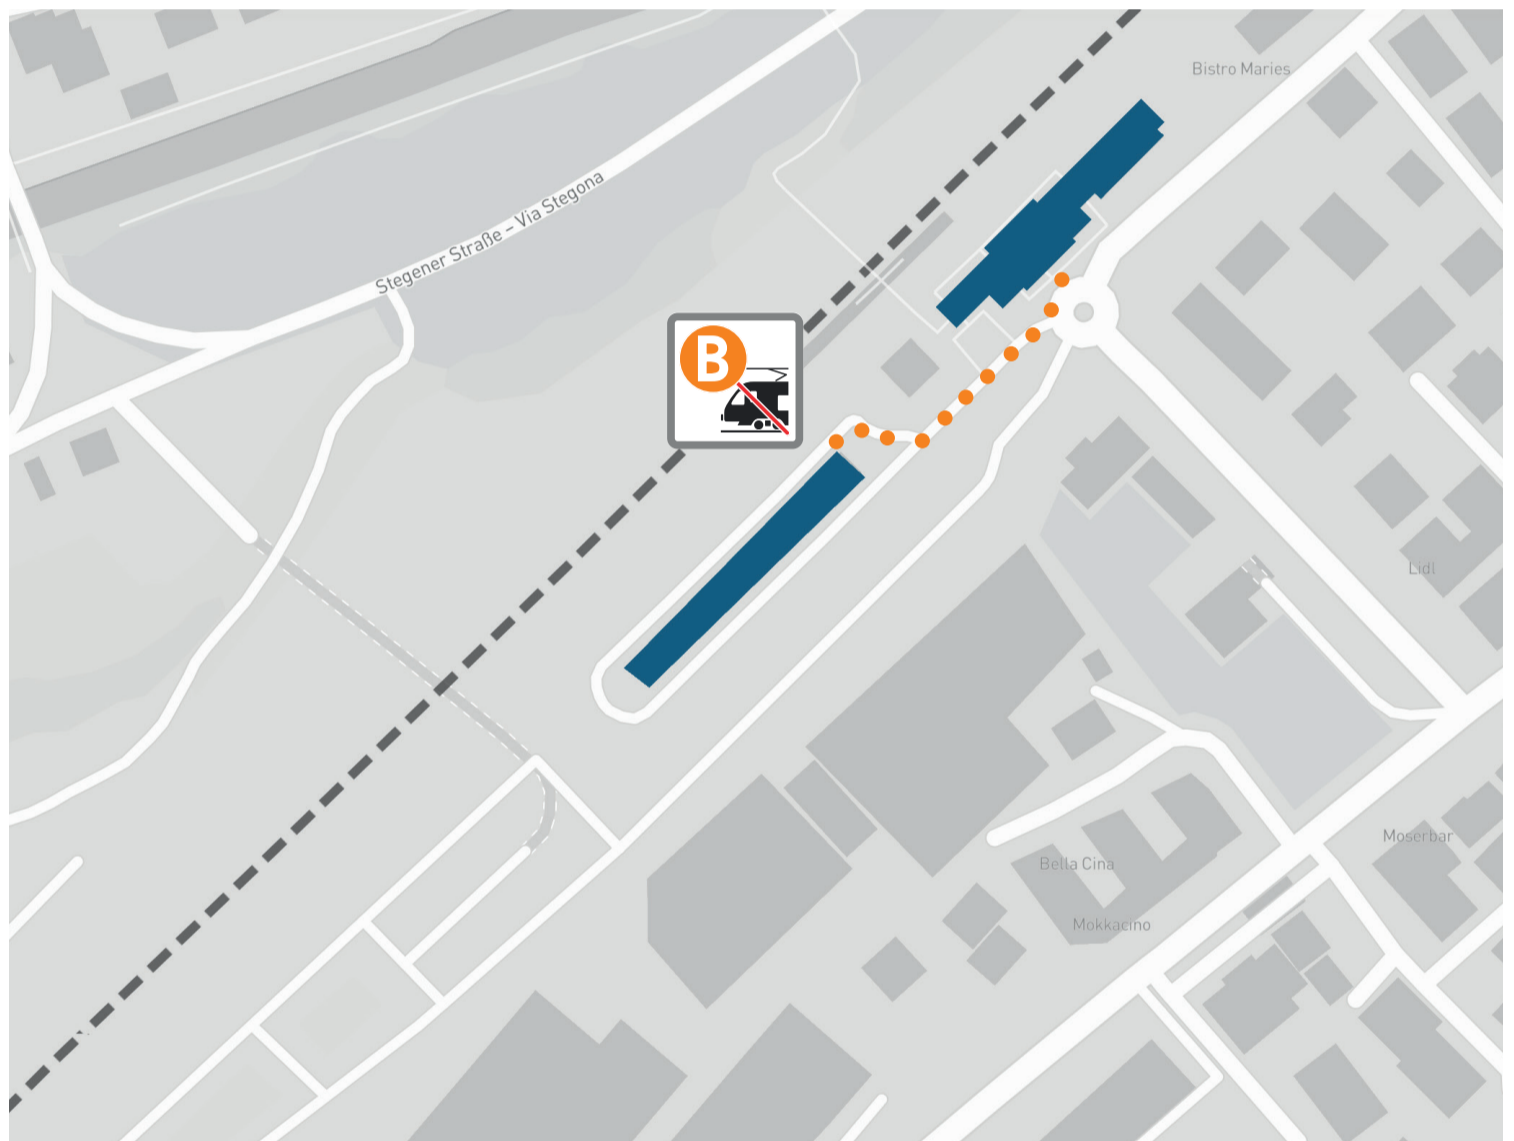 Bistro Maries
Stegener Straße – Via Stegona
B
Lidl
Moserbar
Bella Cina
Mokkacino